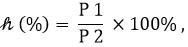 𝓀 (%) = P 1 / P 2 × 100% ,